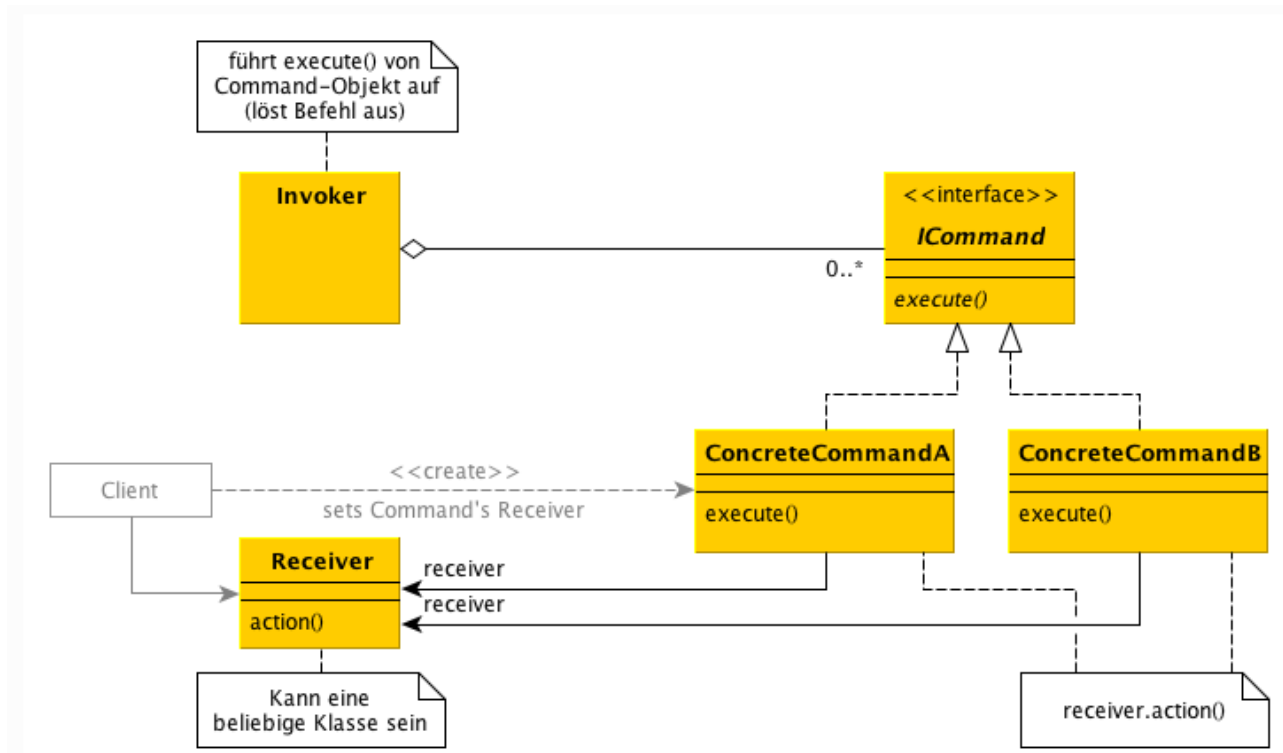 führt execute() von
Command-Objekt auf
(löst Befehl aus)
Invoker
<<interface>>
ICommand
0..*
execute()
ConcreteCommandA
execute()
ConcreteCommandB
execute()
Client
<<create>>
sets Command's Receiver
Receiver
action()
receiver
receiver
Kann eine
beliebige Klasse sein
receiver.action()